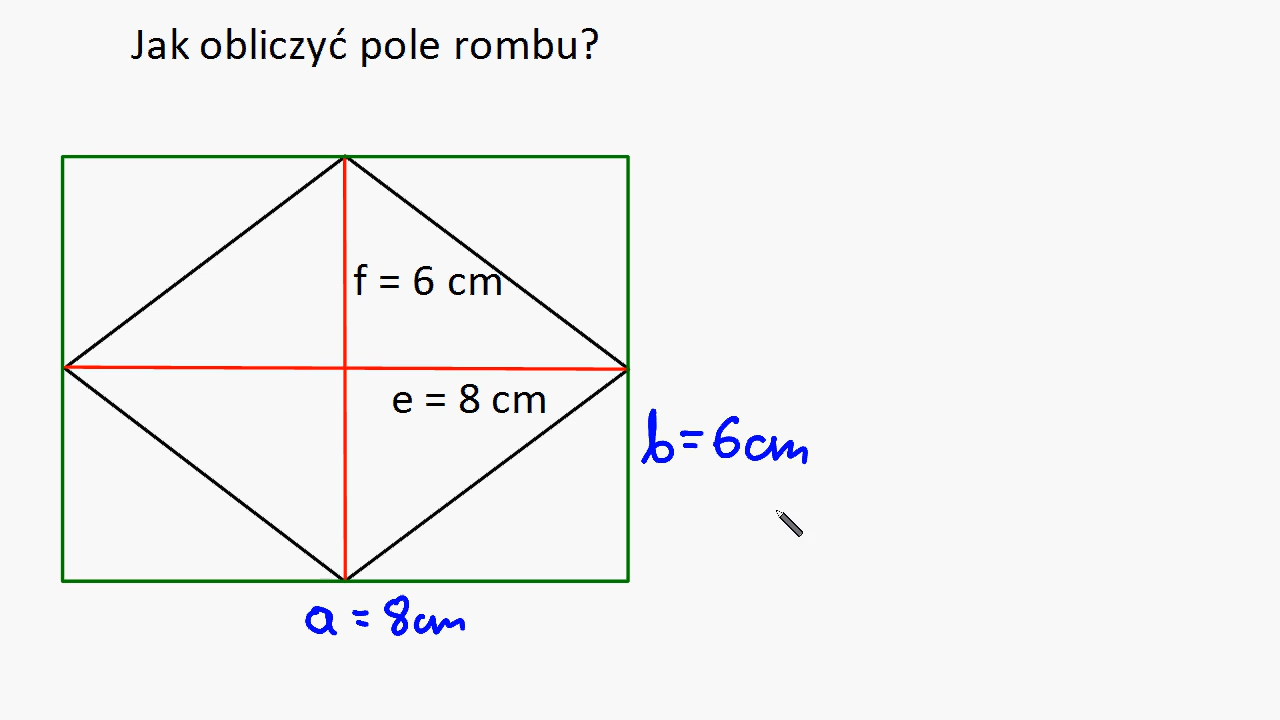 Jak obliczyć pole rombu?
f = 6 cm
e = 8 cm
b=6cm
a = 8cm